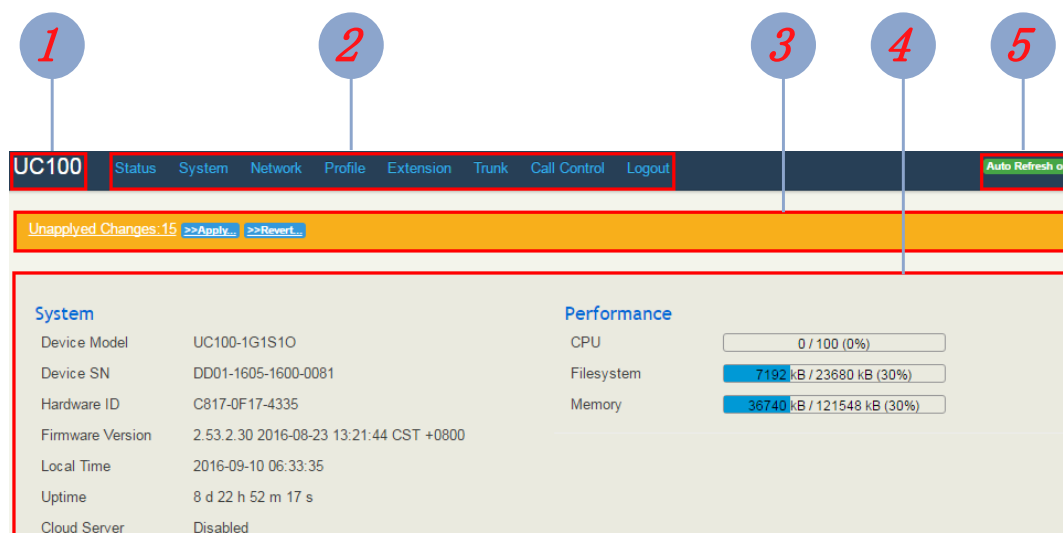 1 2 3 4 5
UC100 Status System Network Profile Extension Trunk Call Control Logout Auto Refresh o
Unapplyed Changes:15 >>Apply... >>Revert...
System Performance
Device Model UC100-1G1S1O CPU 0 / 100 (0%)
Device SN DD01-1605-1600-0081 Filesystem 7192 kB / 23680 kB (30%)
Hardware ID C817-0F17-4335 Memory 36740 kB / 121548 kB (30%)
Firmware Version 2.53.2.30 2016-08-23 13:21:44 CST +0800
Local Time 2016-09-10 06:33:35
Uptime 8 d 22 h 52 m 17 s
Cloud Server Disabled